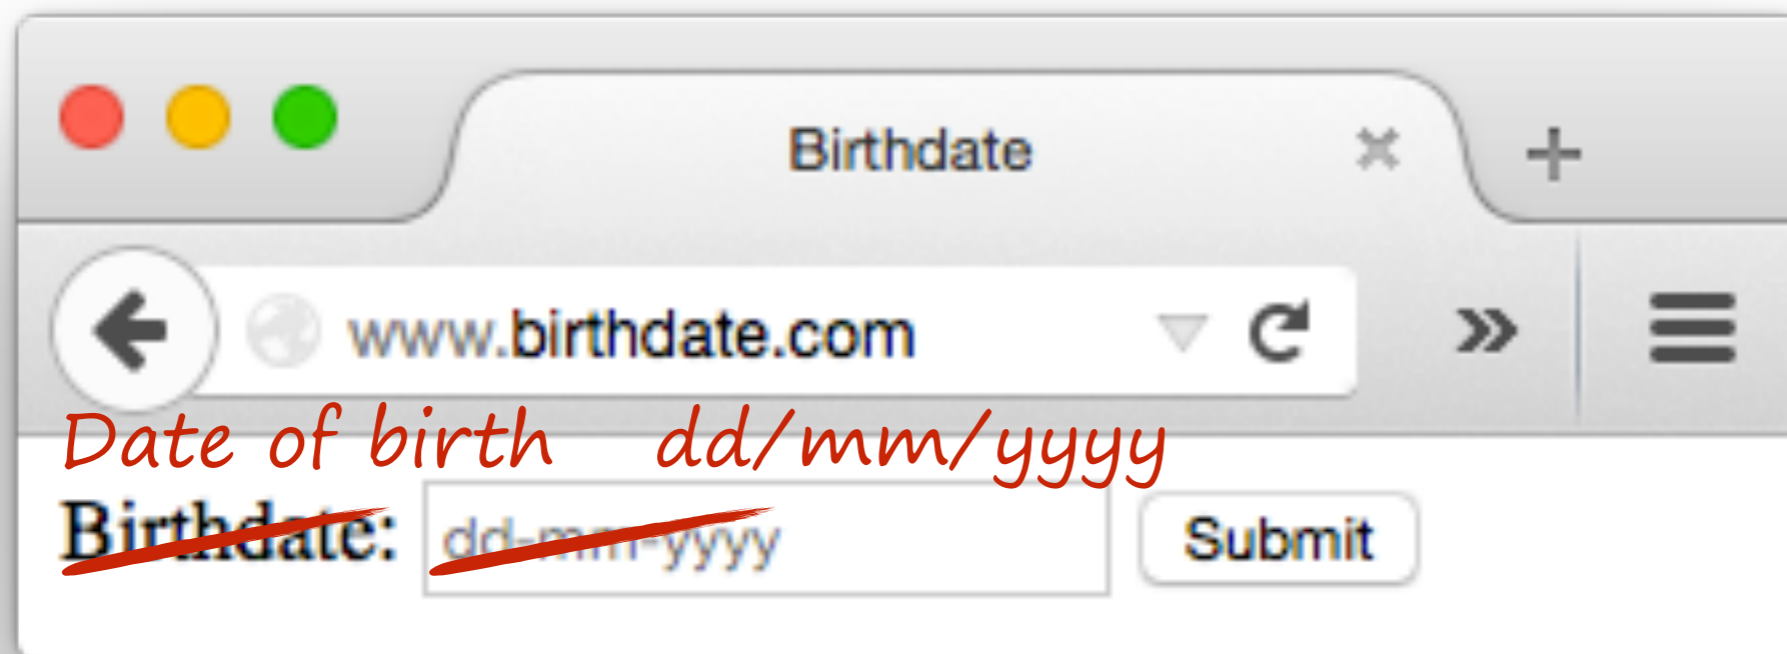 Birthdate
www.birthdate.com
Date of birth dd/mm/yyyy
Birthdate: dd-mm-yyyy Submit